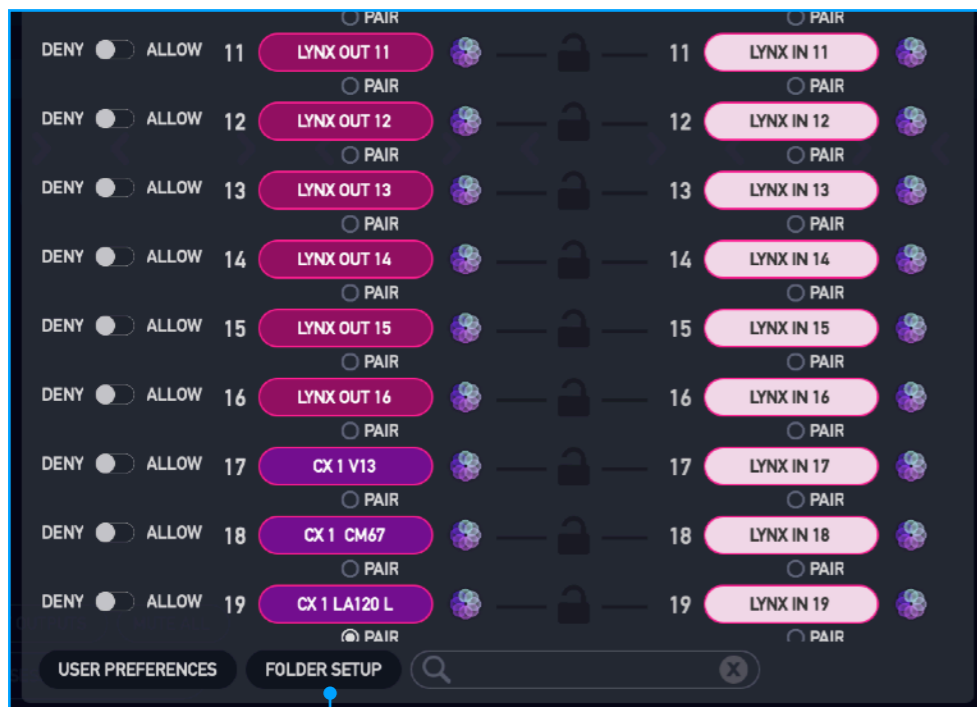 PAIR PAIR
DENY ALLOW 11 LYNX OUT 11 11 LYNX IN 11
PAIR PAIR
DENY ALLOW 12 LYNX OUT 12 12 LYNX IN 12
PAIR PAIR
DENY ALLOW 13 LYNX OUT 13 13 LYNX IN 13
PAIR PAIR
DENY ALLOW 14 LYNX OUT 14 14 LYNX IN 14
PAIR PAIR
DENY ALLOW 15 LYNX OUT 15 15 LYNX IN 15
PAIR PAIR
DENY ALLOW 16 LYNX OUT 16 16 LYNX IN 16
PAIR PAIR
DENY ALLOW 17 CX 1 V13 17 LYNX IN 17
PAIR PAIR
DENY ALLOW 18 CX 1 CM67 18 LYNX IN 18
PAIR PAIR
DENY ALLOW 19 CX 1 LA120 L 19 LYNX IN 19
PAIR PAIR
USER PREFERENCES FOLDER SETUP